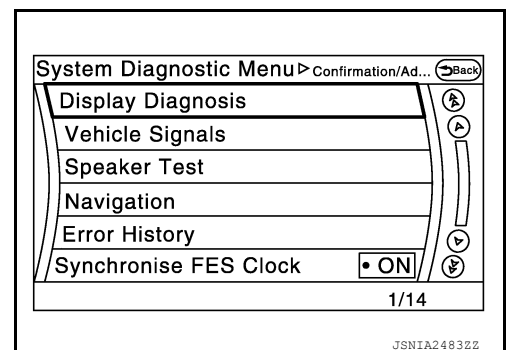 System Diagnostic Menu▷Confirmation/Ad... Back
Display Diagnosis
Vehicle Signals
Speaker Test
Navigation
Error History
Synchronise FES Clock • ON
1/14
JSNIA2483ZZ